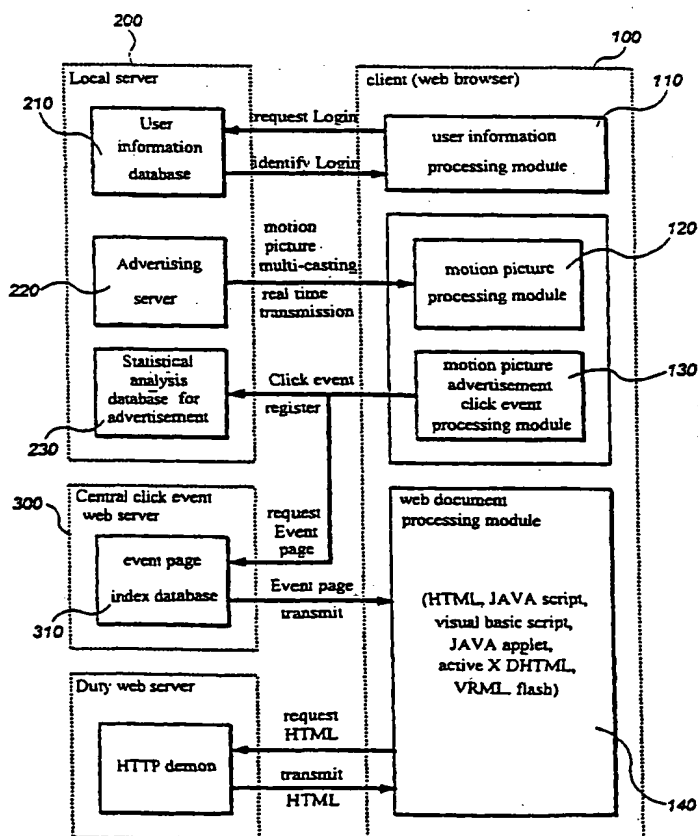 200
100
Local server
client (web browser)
210
110
User
information
database
request Login
identify Login
user information
processing module
motion
picture
multi-casting
real time
transmission
120
220
Advertising
server
motion picture
processing module
Statistical
analysis
database for
advertisement
230
Click event
register
motion picture
advertisement
click event
processing module
130
300
Central click event
web server
event page
index database
310
request
Event
page
Event page
transmit
web document
processing module
(HTML, JAVA script,
visual basic script,
JAVA applet,
active X DHTML,
VRML, flash)
Duty web server
HTTP demon
request
HTML
transmit
HTML
140